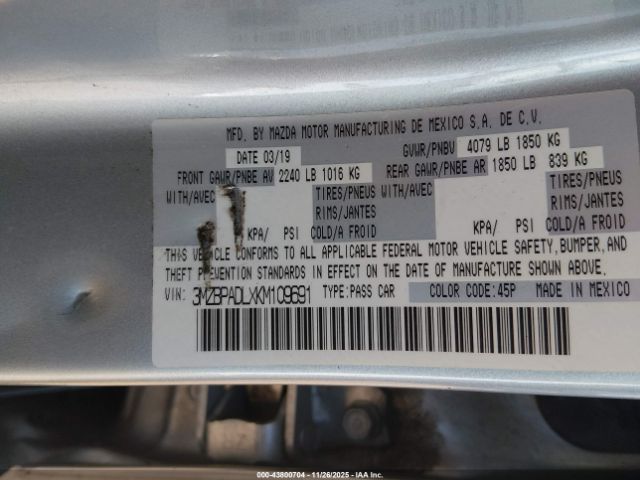 MFD. BY MAZDA MOTOR MANUFACTURING DE MEXICO S.A. DE C.V.
DATE 03/19 GVWR/PNBV 4079 LB 1850 KG
FRONT GAWR/PNBE AV 2240 LB 1016 KG REAR GAWR/PNBE AR 1850 LB 839 KG
WITH/AVEC TIRES/PNEUS WITH/AVEC TIRES/PNEUS
RIMS/JANTES RIMS/JANTES
KPA/ PSI COLD/A FROID KPA/ PSI COLD/A FROID
THIS VEHICLE CONFORMS TO ALL APPLICABLE FEDERAL MOTOR VEHICLE SAFETY, BUMPER, AND
THEFT PREVENTION STANDARDS IN EFFECT ON THE DATE OF MANUFACTURE SHOWN ABOVE.
VIN: 3MZBPADLXKM109691 TYPE:PASS CAR COLOR CODE:45P MADE IN MEXICO
000-43800704 - 11/26/2025 - IAA Inc.